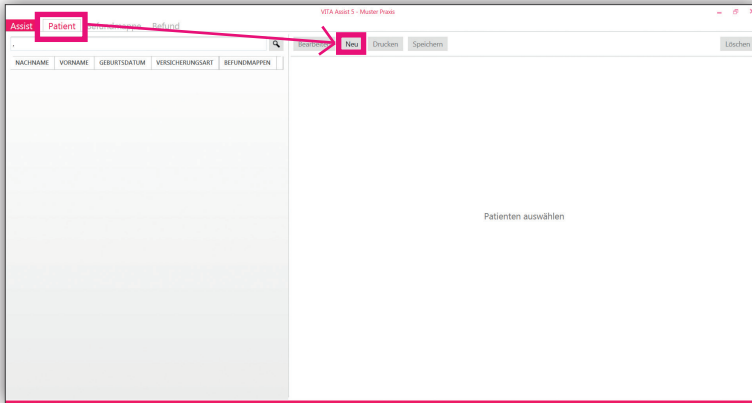 VITA Assist 5 - Muster Praxis
Assist Patient Befundmappe Befund
Bearbeiten Neu Drucken Speichern Löschen
NACHNAME VORNAME GEBURTSDATUM VERSICHERUNGSART BEFUNDMAPPEN
Patienten auswählen